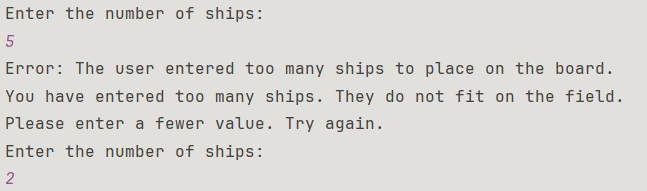 Enter the number of ships:
5
Error: The user entered too many ships to place on the board.
You have entered too many ships. They do not fit on the field.
Please enter a fewer value. Try again.
Enter the number of ships:
2